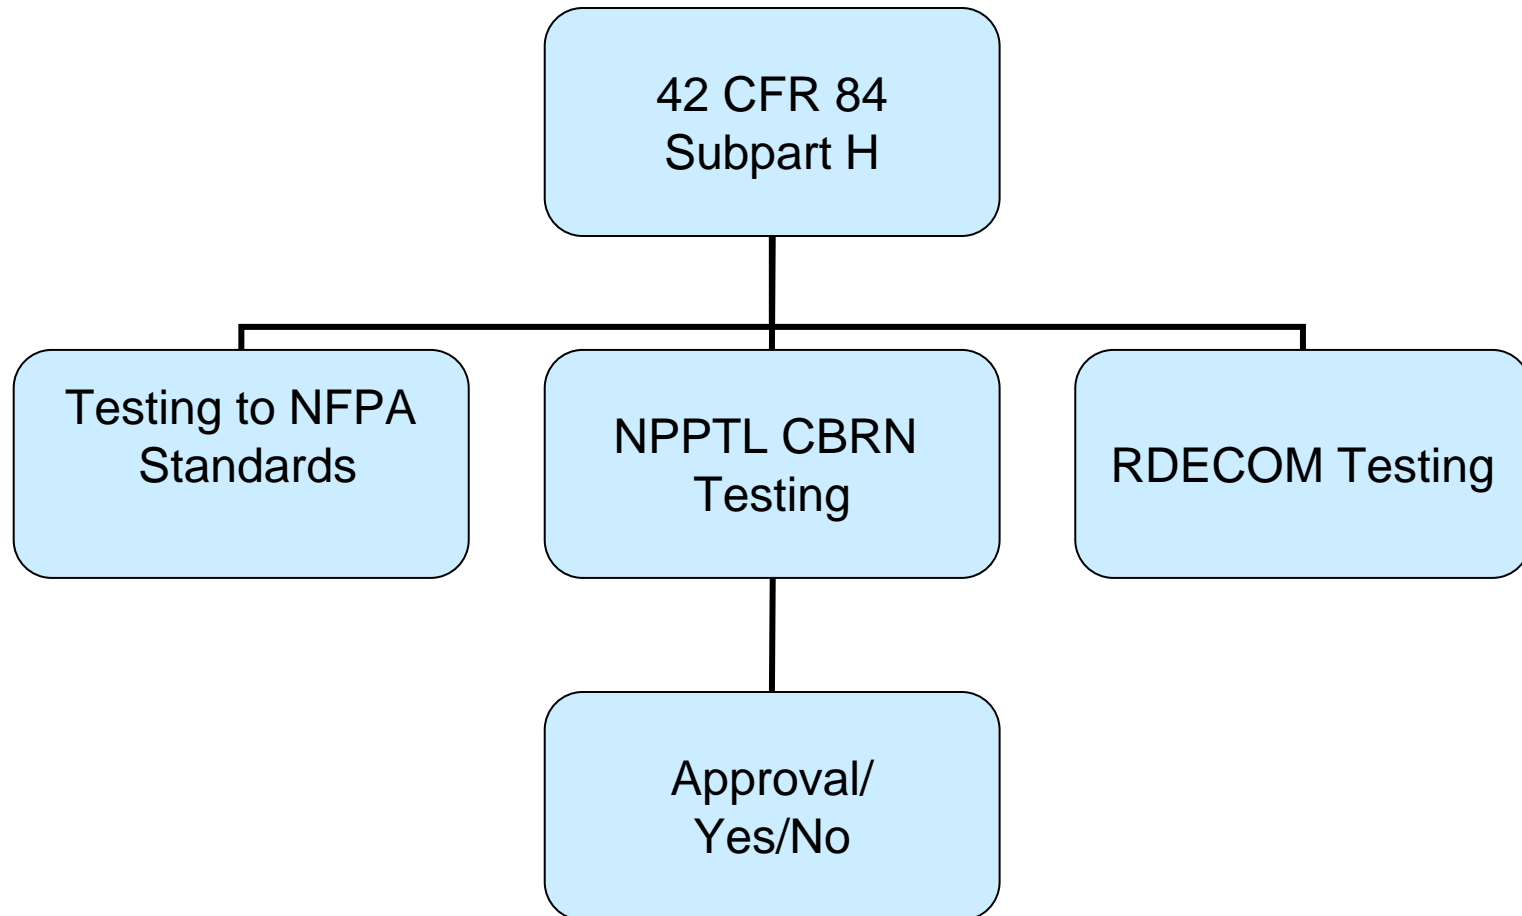 42 CFR 84
Subpart H
Testing to NFPA
Standards
NPPTL CBRN
Testing
RDECOM Testing
Approval/
Yes/No